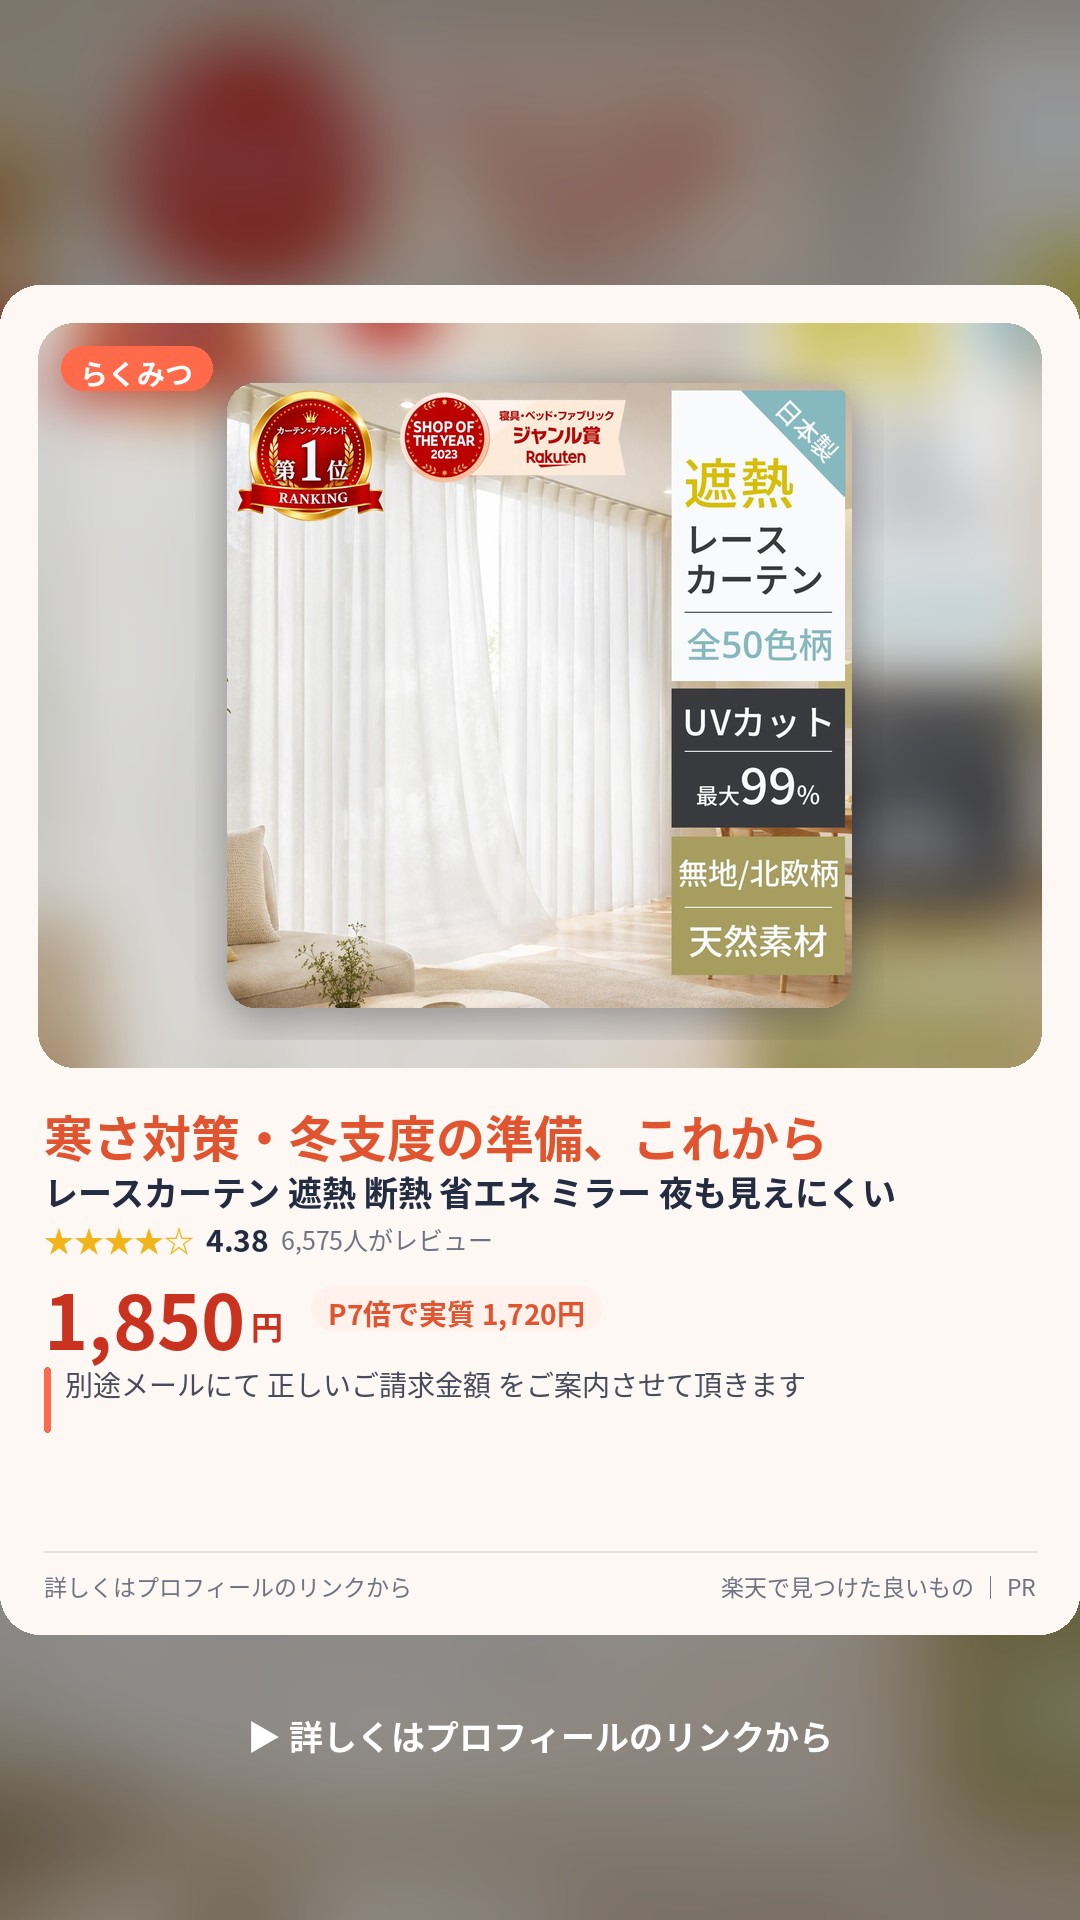 らくみつ
カーテン・ブラインド
第1位
RANKING
SHOP OF
THE YEAR
2023
寝具・ベッド・ファブリック
ジャンル賞
Rakuten
日本製
遮熱
レース
カーテン
全50色柄
UVカット
最大99%
無地/北欧柄
天然素材
寒さ対策・冬支度の準備、これから
レースカーテン 遮熱 断熱 省エネ ミラー 夜も見えにくい
★★★★☆ 4.38 6,575人がレビュー
1,850円 P7倍で実質 1,720円
別途メールにて 正しいご請求金額 をご案内させて頂きます
詳しくはプロフィールのリンクから
楽天で見つけた良いもの｜PR
▶ 詳しくはプロフィールのリンクから